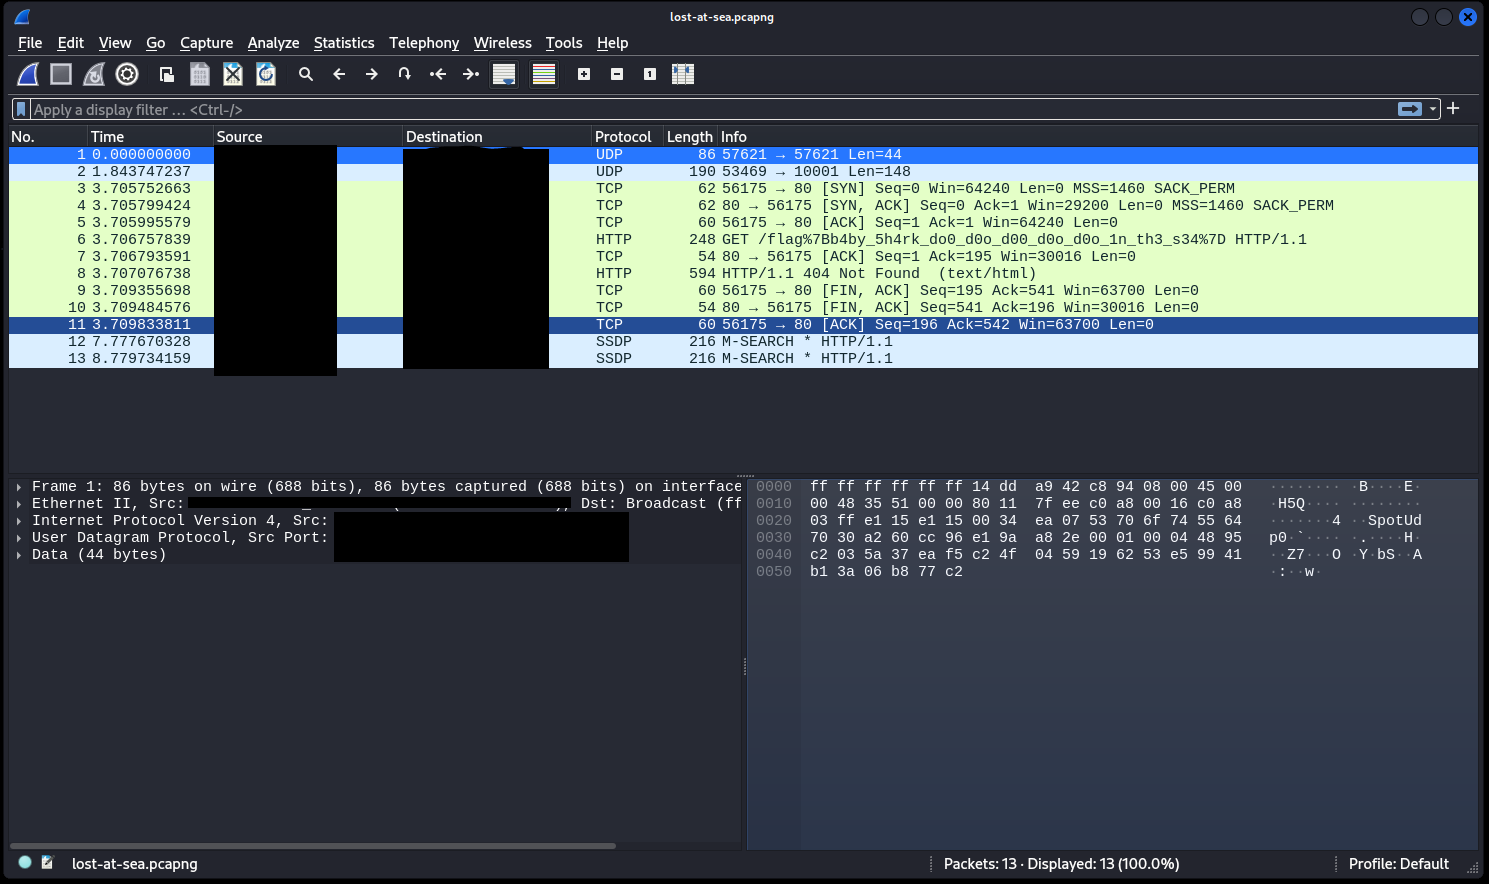 lost-at-sea.pcapng
File Edit View Go Capture Analyze Statistics Telephony Wireless Tools Help
Apply a display filter … <Ctrl-/>
No. Time Source Destination Protocol Length Info
1 0.000000000 UDP 86 57621 → 57621 Len=44
2 1.843747237 UDP 190 53469 → 10001 Len=148
3 3.705752663 TCP 62 56175 → 80 [SYN] Seq=0 Win=64240 Len=0 MSS=1460 SACK_PERM
4 3.705799424 TCP 62 80 → 56175 [SYN, ACK] Seq=0 Ack=1 Win=29200 Len=0 MSS=1460 SACK_PERM
5 3.705995579 TCP 60 56175 → 80 [ACK] Seq=1 Ack=1 Win=64240 Len=0
6 3.706757839 HTTP 248 GET /flag%7Bb4by_5h4rk_do0_d0o_d00_d0o_d0o_1n_th3_s34%7D HTTP/1.1
7 3.706793591 TCP 54 80 → 56175 [ACK] Seq=1 Ack=195 Win=30016 Len=0
8 3.707076738 HTTP 594 HTTP/1.1 404 Not Found  (text/html)
9 3.709355698 TCP 60 56175 → 80 [FIN, ACK] Seq=195 Ack=541 Win=63700 Len=0
10 3.709484576 TCP 54 80 → 56175 [FIN, ACK] Seq=541 Ack=196 Win=30016 Len=0
11 3.709833811 TCP 60 56175 → 80 [ACK] Seq=196 Ack=542 Win=63700 Len=0
12 7.777670328 SSDP 216 M-SEARCH * HTTP/1.1
13 8.779734159 SSDP 216 M-SEARCH * HTTP/1.1
Frame 1: 86 bytes on wire (688 bits), 86 bytes captured (688 bits) on interface
Ethernet II, Src: ), Dst: Broadcast (ff
Internet Protocol Version 4, Src:
User Datagram Protocol, Src Port:
Data (44 bytes)
0000 ff ff ff ff ff ff 14 dd a9 42 c8 94 08 00 45 00 ········ ·B····E·
0010 00 48 35 51 00 00 80 11 7f ee c0 a8 00 16 c0 a8 ·H5Q···· ········
0020 03 ff e1 15 e1 15 00 34 ea 07 53 70 6f 74 55 64 ·······4 ··SpotUd
0030 70 30 a2 60 cc 96 e1 9a a8 2e 00 01 00 04 48 95 p0·`···· ·.····H·
0040 c2 03 5a 37 ea f5 c2 4f 04 59 19 62 53 e5 99 41 ··Z7···O ·Y·bS··A
0050 b1 3a 06 b8 77 c2 ·:··w·
lost-at-sea.pcapng Packets: 13 · Displayed: 13 (100.0%) Profile: Default